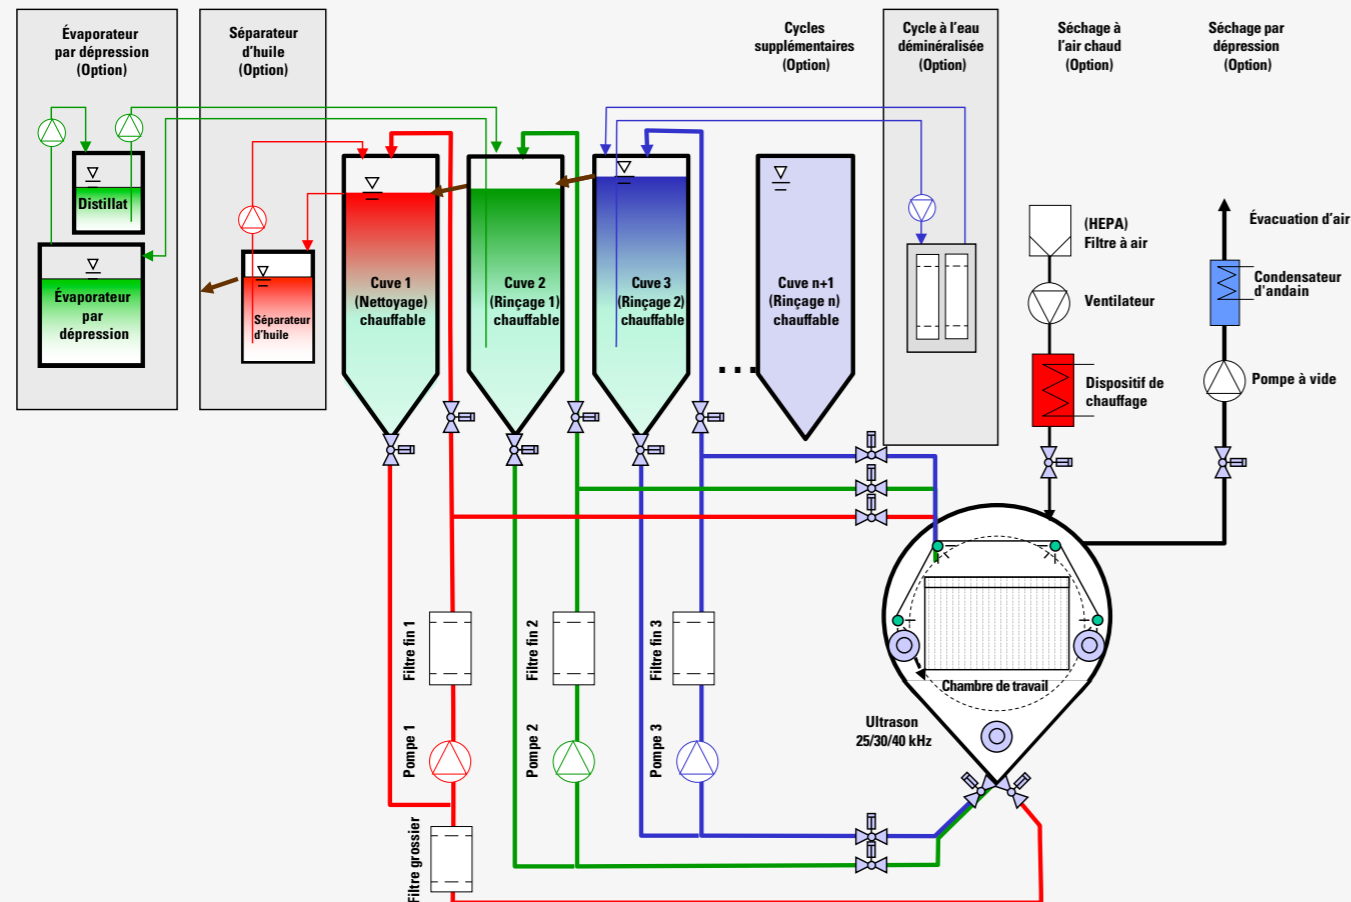 Évaporateur
par dépression
(Option)
Séparateur
d'huile
(Option)
Cycles
supplémentaires
(Option)
Cycle à l'eau
déminéralisée
(Option)
Séchage à
l'air chaud
(Option)
Séchage par
dépression
(Option)
Distillat
Évaporateur
par
dépression
Séparateur
d'huile
Cuve 1
(Nettoyage)
chauffable
Cuve 2
(Rinçage 1)
chauffable
Cuve 3
(Rinçage 2)
chauffable
...
Cuve n+1
(Rinçage n)
chauffable
(HEPA)
Filtre à air
Ventilateur
Dispositif de
chauffage
Évacuation d'air
Condensateur
d'andain
Pompe à vide
Filtre fin 1
Filtre fin 2
Filtre fin 3
Pompe 1
Pompe 2
Pompe 3
Filtre grossier
Chambre de travail
Ultrason
25/30/40 kHz